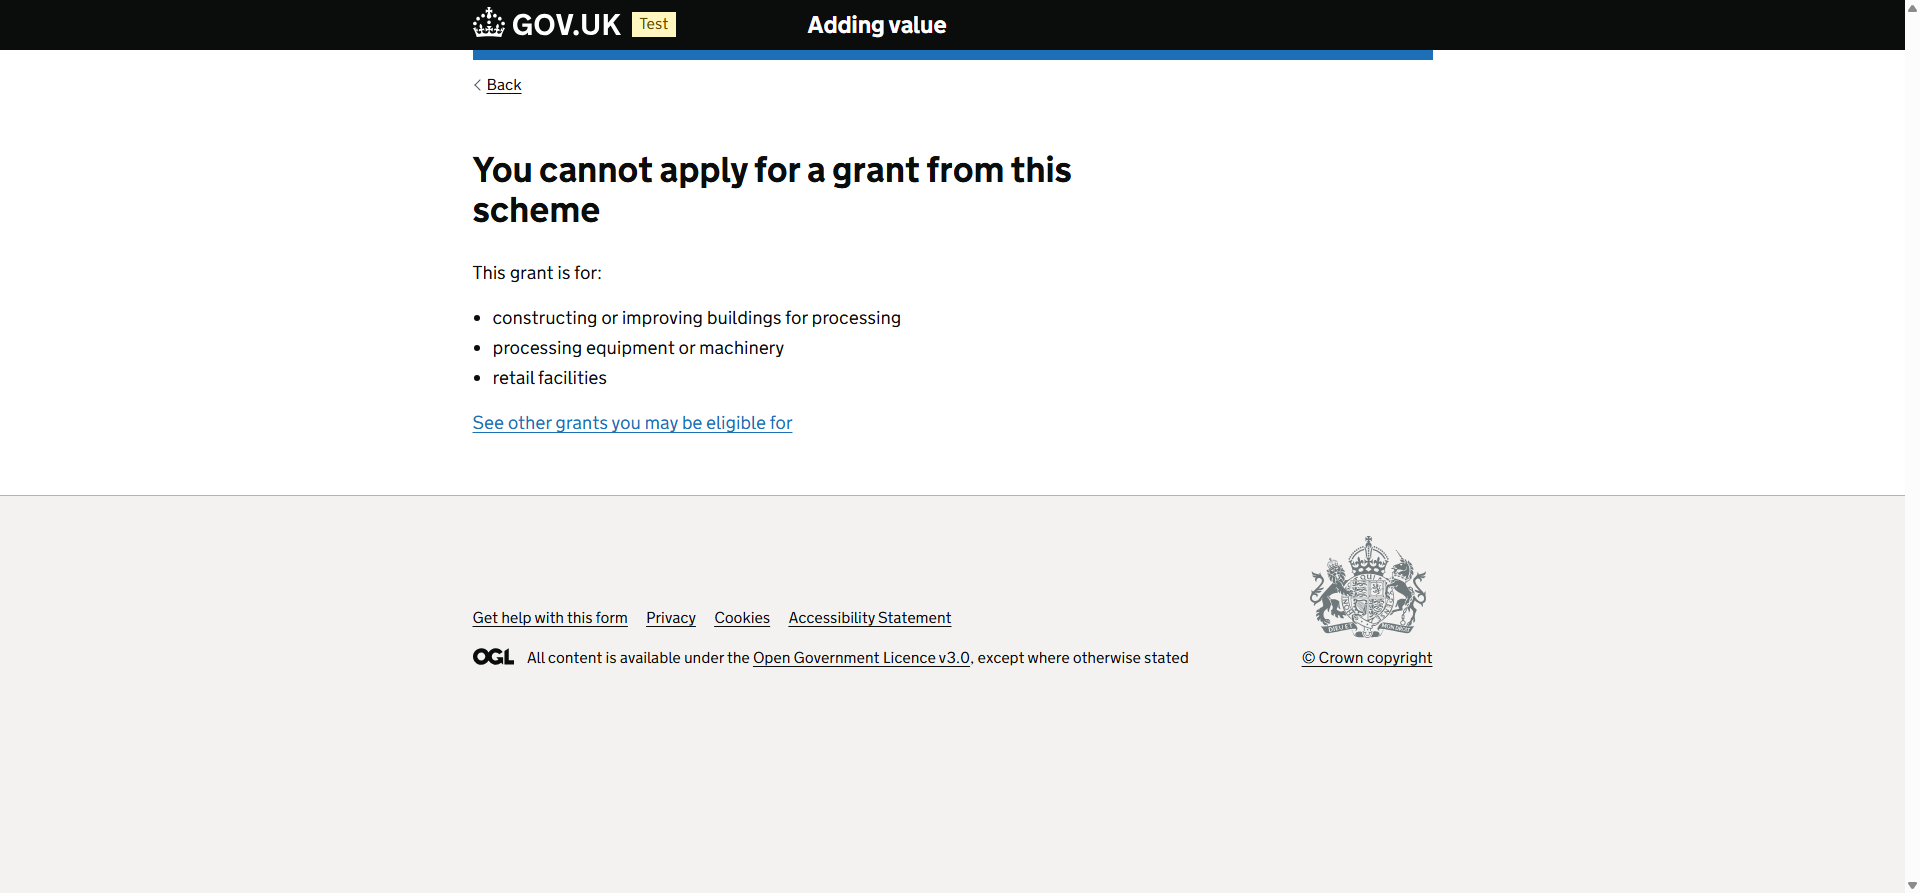 GOV.UK Test Adding value
Back
You cannot apply for a grant from this
scheme
This grant is for:
constructing or improving buildings for processing
processing equipment or machinery
retail facilities
See other grants you may be eligible for
Get help with this form Privacy Cookies Accessibility Statement
OGL All content is available under the Open Government Licence v3.0, except where otherwise stated
© Crown copyright